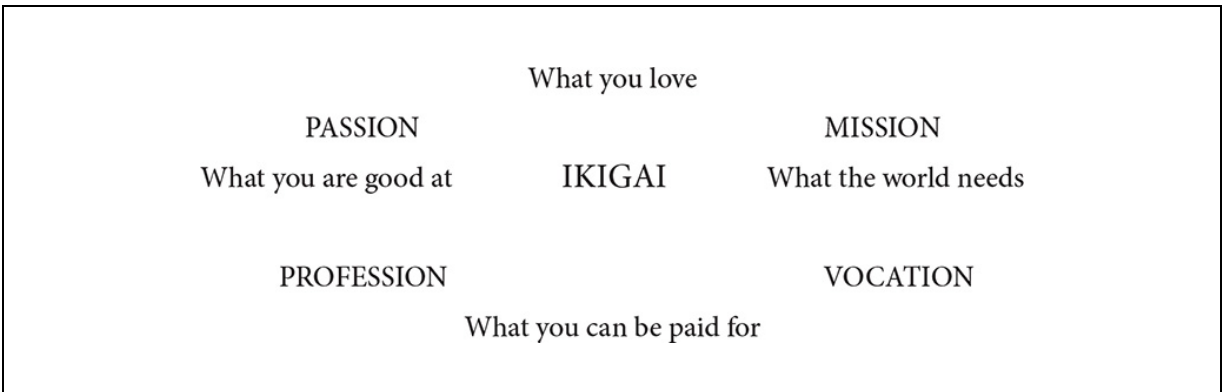 What you love
PASSION MISSION
What you are good at IKIGAI What the world needs
PROFESSION VOCATION
What you can be paid for